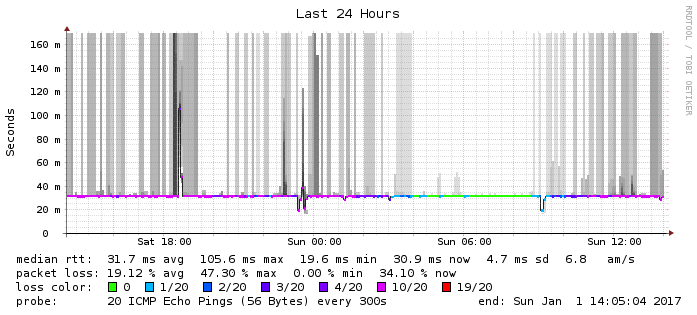 Last 24 Hours
RRDTOOL / TOBI OETIKER
Seconds
160 m
140 m
120 m
100 m
80 m
60 m
40 m
20 m
0
Sat 18:00 Sun 00:00 Sun 06:00 Sun 12:00
median rtt: 31.7 ms avg 105.6 ms max 19.6 ms min 30.9 ms now 4.7 ms sd 6.8 am/s
packet loss: 19.12 % avg 47.30 % max 0.00 % min 34.10 % now
loss color: 0 1/20 2/20 3/20 4/20 10/20 19/20
probe: 20 ICMP Echo Pings (56 Bytes) every 300s end: Sun Jan 1 14:05:04 2017